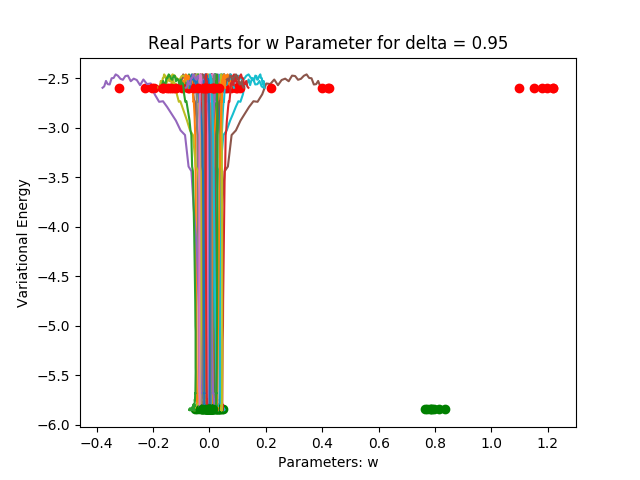 Real Parts for w Parameter for delta = 0.95
Variational Energy
−2.5
−3.0
−3.5
−4.0
−4.5
−5.0
−5.5
−6.0
−0.4 −0.2 0.0 0.2 0.4 0.6 0.8 1.0 1.2
Parameters: w